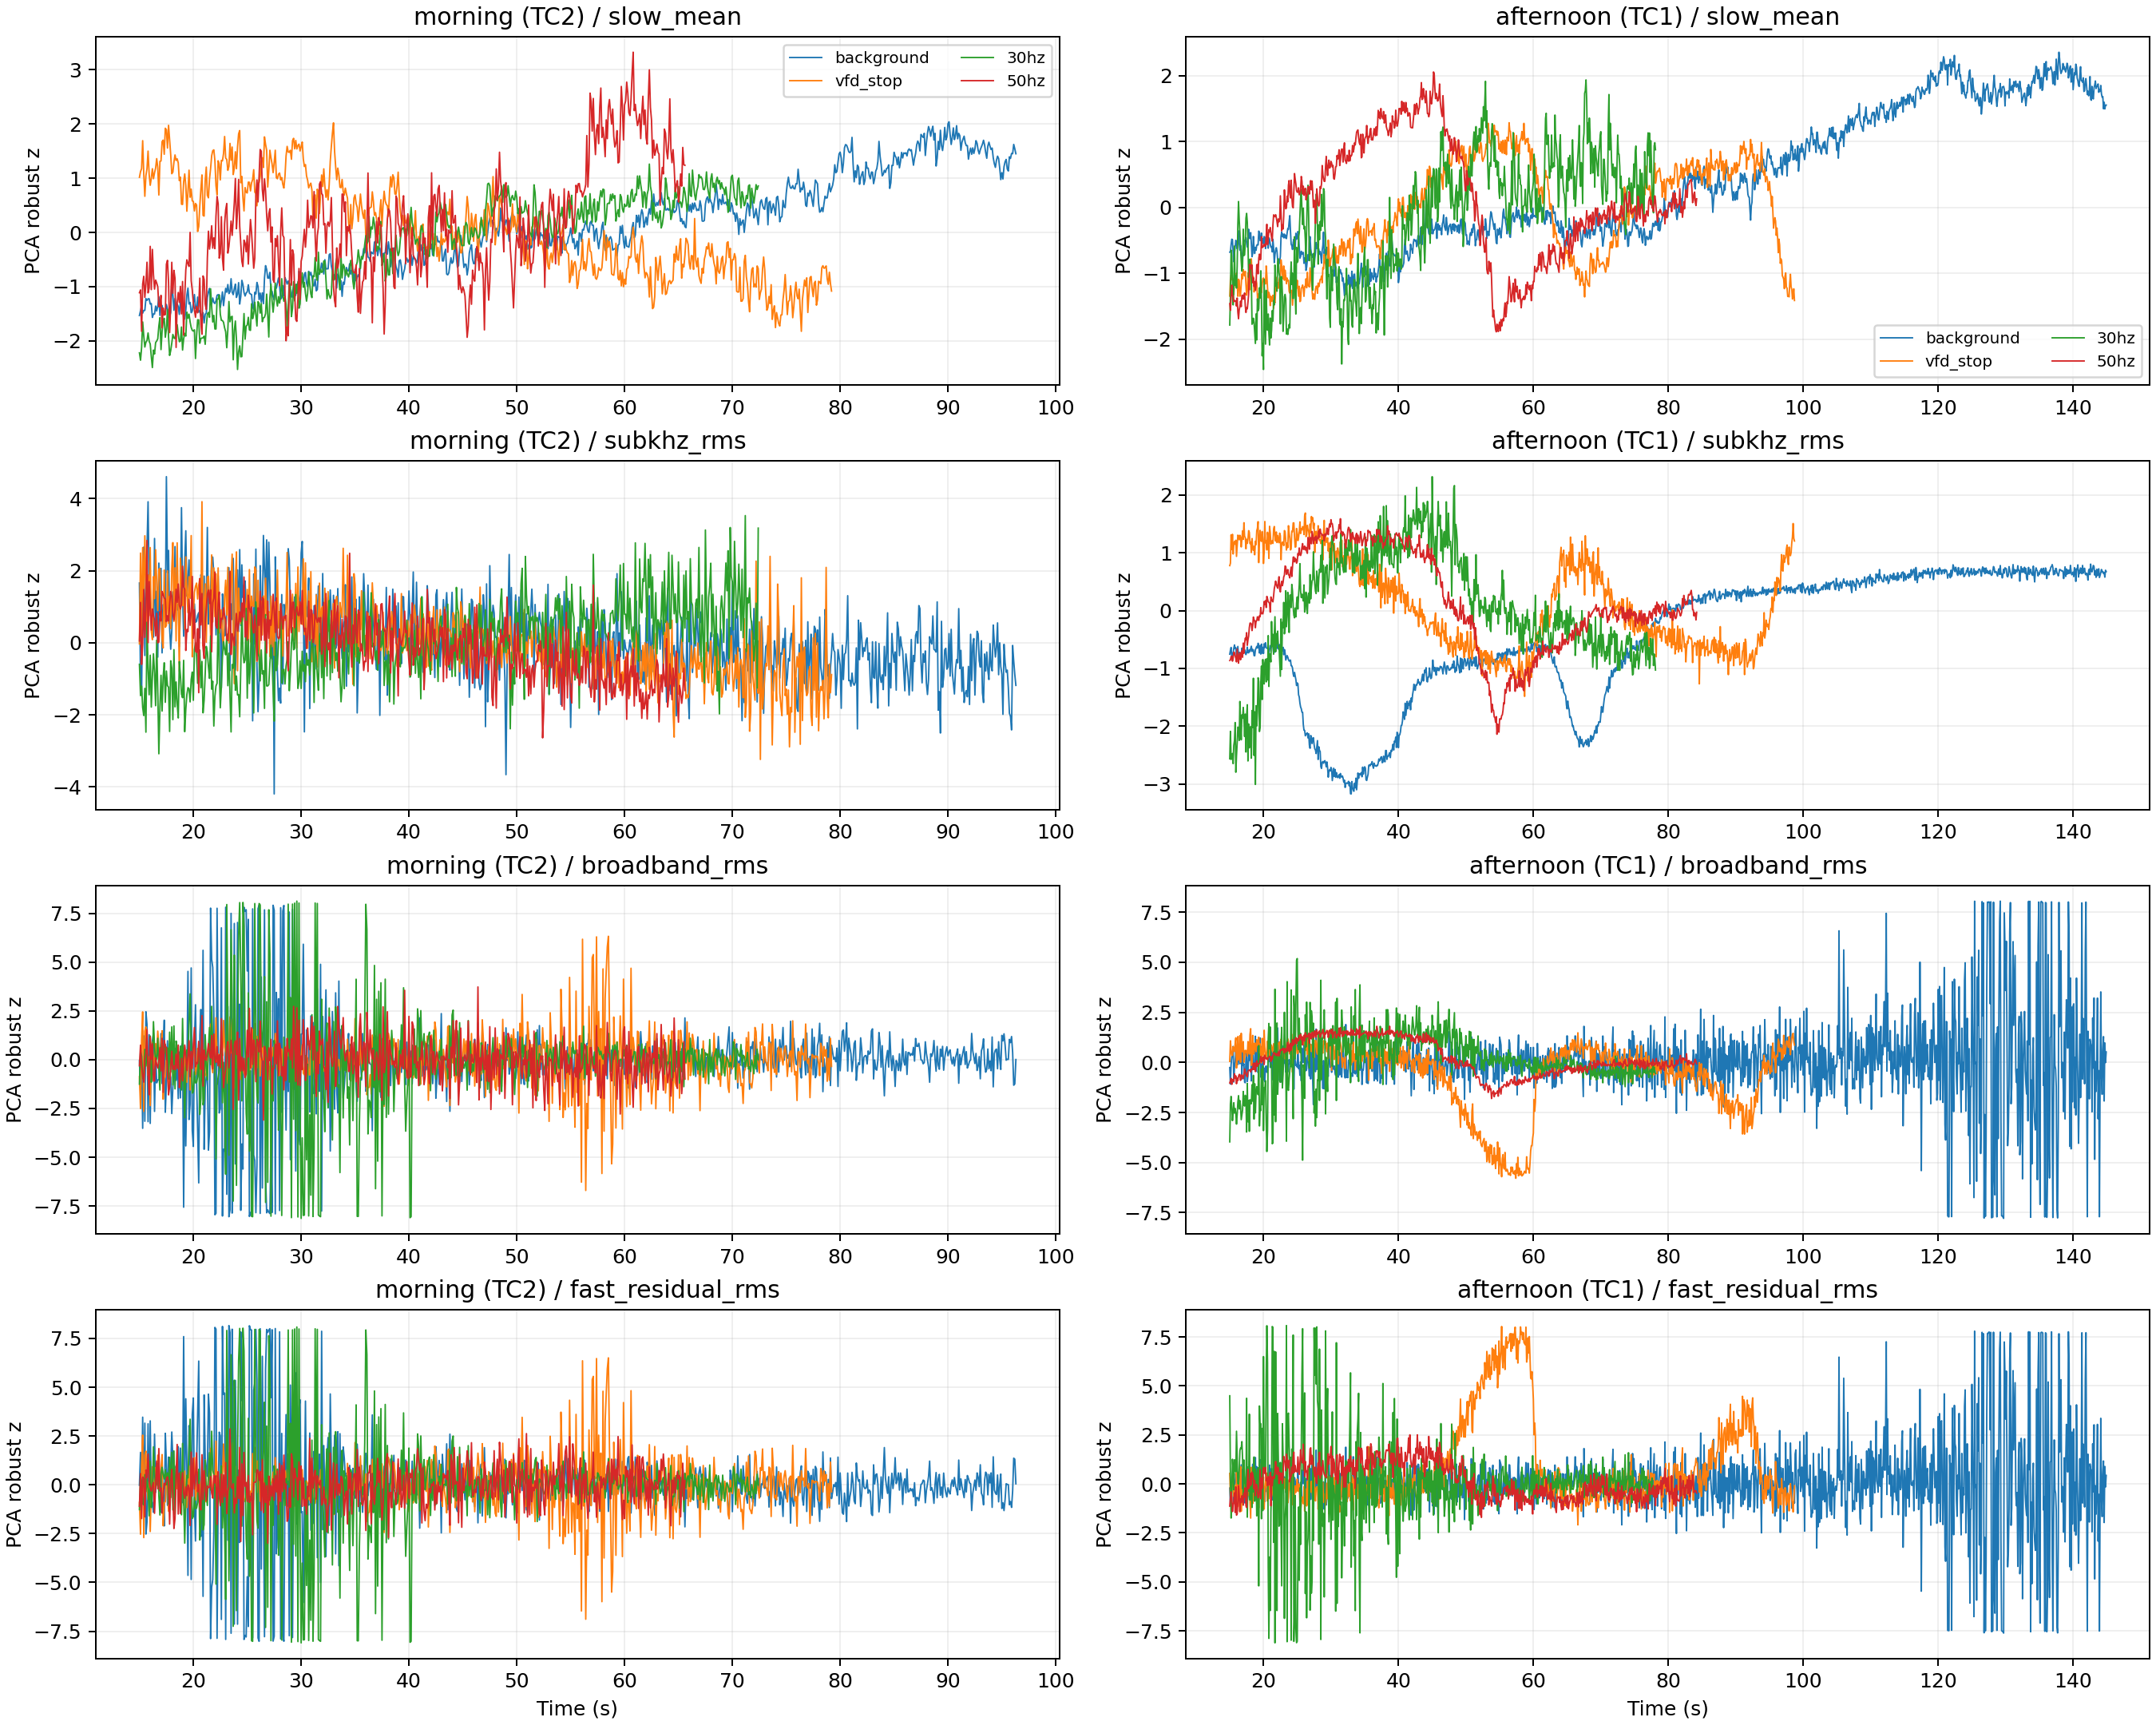 morning (TC2) / slow_mean
PCA robust z
3
2
1
0
−1
−2
background 30hz
vfd_stop 50hz
20 30 40 50 60 70 80 90 100
afternoon (TC1) / slow_mean
PCA robust z
2
1
0
−1
−2
background 30hz
vfd_stop 50hz
20 40 60 80 100 120 140
morning (TC2) / subkhz_rms
PCA robust z
4
2
0
−2
−4
20 30 40 50 60 70 80 90 100
afternoon (TC1) / subkhz_rms
PCA robust z
2
1
0
−1
−2
−3
20 40 60 80 100 120 140
morning (TC2) / broadband_rms
PCA robust z
7.5
5.0
2.5
0.0
−2.5
−5.0
−7.5
20 30 40 50 60 70 80 90 100
afternoon (TC1) / broadband_rms
PCA robust z
7.5
5.0
2.5
0.0
−2.5
−5.0
−7.5
20 40 60 80 100 120 140
morning (TC2) / fast_residual_rms
PCA robust z
7.5
5.0
2.5
0.0
−2.5
−5.0
−7.5
20 30 40 50 60 70 80 90 100
Time (s)
afternoon (TC1) / fast_residual_rms
PCA robust z
7.5
5.0
2.5
0.0
−2.5
−5.0
−7.5
20 40 60 80 100 120 140
Time (s)